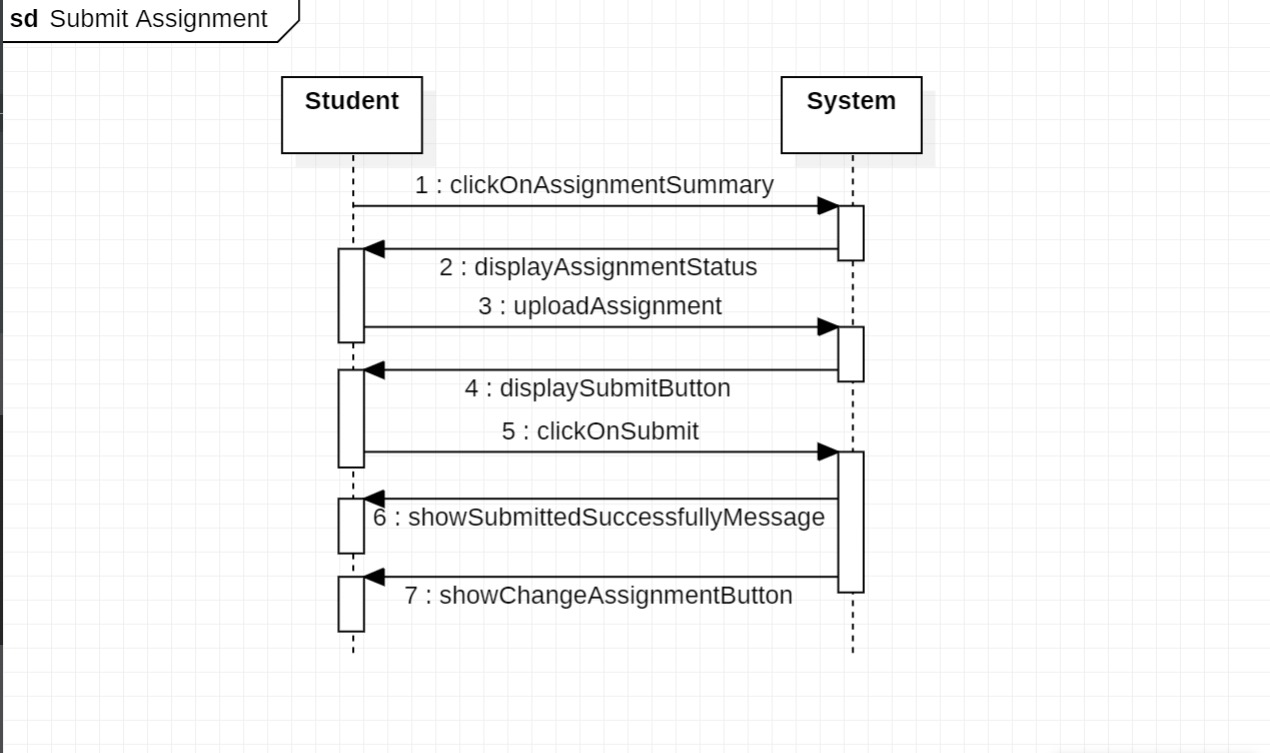 sd Submit Assignment
Student
System
1 : clickOnAssignmentSummary
2 : displayAssignmentStatus
3 : uploadAssignment
4 : displaySubmitButton
5 : clickOnSubmit
6 : showSubmittedSuccessfullyMessage
7 : showChangeAssignmentButton